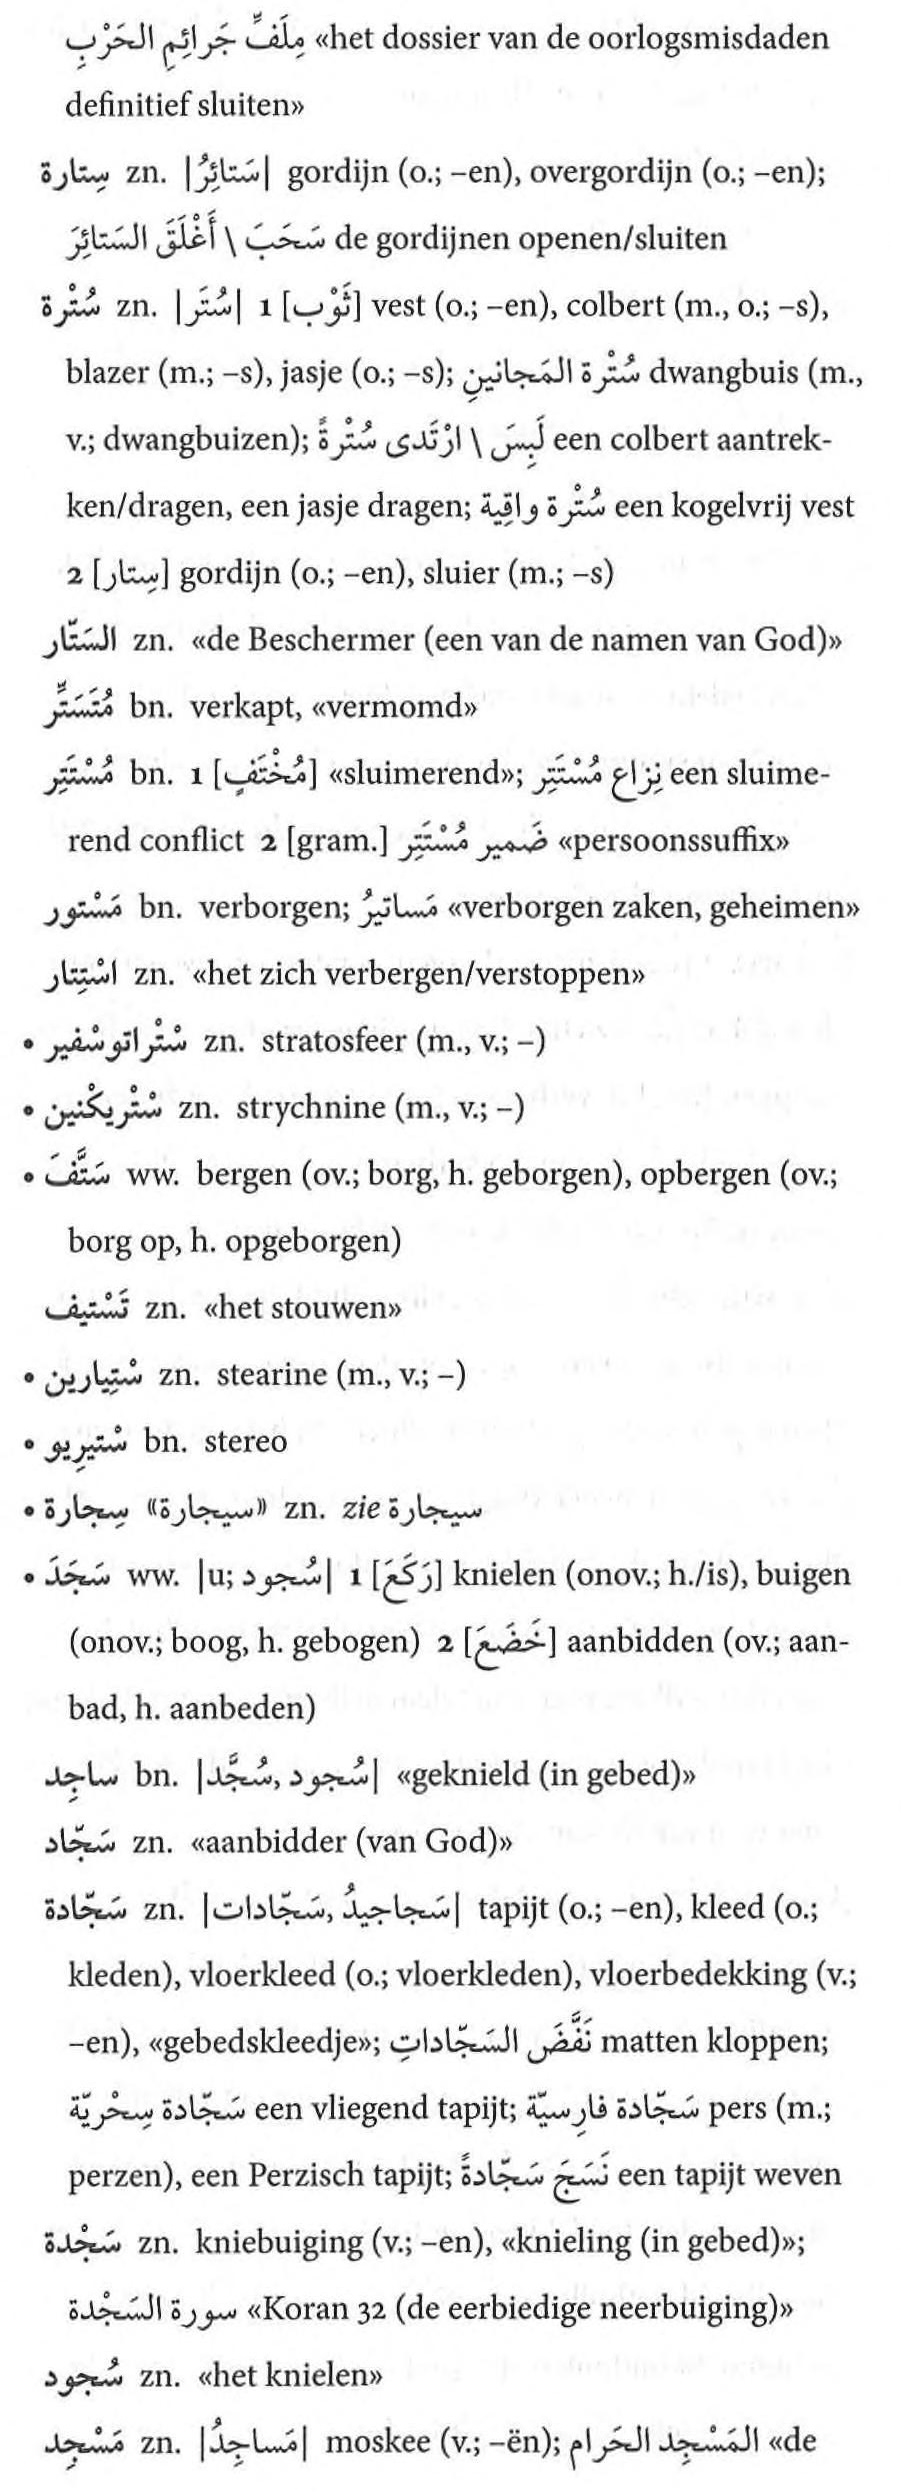 مِلَفِّ جَرائِمِ الحَرْبِ «het dossier van de oorlogsmisdaden
definitief sluiten»
سِتارة zn. |سَتائِرُ| gordijn (o.; –en), overgordijn (o.; –en);
سَحَبَ \ أَغْلَقَ السَتائِرَ de gordijnen openen/sluiten
سُتْرة zn. |سُتَر| 1 [ثَوْب] vest (o.; –en), colbert (m., o.; –s),
blazer (m.; –s), jasje (o.; –s); سُتْرة المَجانينِ dwangbuis (m.,
v.; dwangbuizen); لَبِسَ \ ارْتَدى سُتْرةً een colbert aantrek-
ken/dragen, een jasje dragen; سُتْرة واقِية een kogelvrij vest
2 [سِتار] gordijn (o.; –en), sluier (m.; –s)
السَتّار zn. «de Beschermer (een van de namen van God)»
مُتَسَتِّر bn. verkapt, «vermomd»
مُسْتَتِر bn. 1 [مُخْتَفٍ] «sluimerend»; نِزاع مُسْتَتِر een sluime-
rend conflict 2 [gram.] ضَمير مُسْتَتِر «persoonssuffix»
مَسْتور bn. verborgen; مَساتيرُ «verborgen zaken, geheimen»
اسْتِتار zn. «het zich verbergen/verstoppen»
• سْتْراتوسْفير zn. stratosfeer (m., v.; –)
• سْتْريكْنين zn. strychnine (m., v.; –)
• سَتَّفَ ww. bergen (ov.; borg, h. geborgen), opbergen (ov.;
borg op, h. opgeborgen)
تَسْتيف zn. «het stouwen»
• سْتِيارين zn. stearine (m., v.; –)
• سْتيرِيو bn. stereo
• سِجارة «سيجارة» zn. zie سيجارة
• سَجَدَ ww. |u; سُجود| 1 [رَكَعَ] knielen (onov.; h./is), buigen
(onov.; boog, h. gebogen) 2 [خَضَعَ] aanbidden (ov.; aan-
bad, h. aanbeden)
ساجِد bn. |سُجود, سُجَّد| «geknield (in gebed)»
سَجّاد zn. «aanbidder (van God)»
سَجّادة zn. |سَجاجيدُ, سَجّادات| tapijt (o.; –en), kleed (o.;
kleden), vloerkleed (o.; vloerkleden), vloerbedekking (v.;
–en), «gebedskleedje»; نَفَّضَ السَجّاداتِ matten kloppen;
سَجّادة سِحْريّة een vliegend tapijt; سَجّادة فارِسيّة pers (m.;
perzen), een Perzisch tapijt; نَسَجَ سَجّادةً een tapijt weven
سَجْدة zn. kniebuiging (v.; –en), «knieling (in gebed)»;
سورة السَجْدة «Koran 32 (de eerbiedige neerbuiging)»
سُجود zn. «het knielen»
مَسْجِد zn. |مَساجِدُ| moskee (v.; –ën); المَسْجِد الحَرام «de